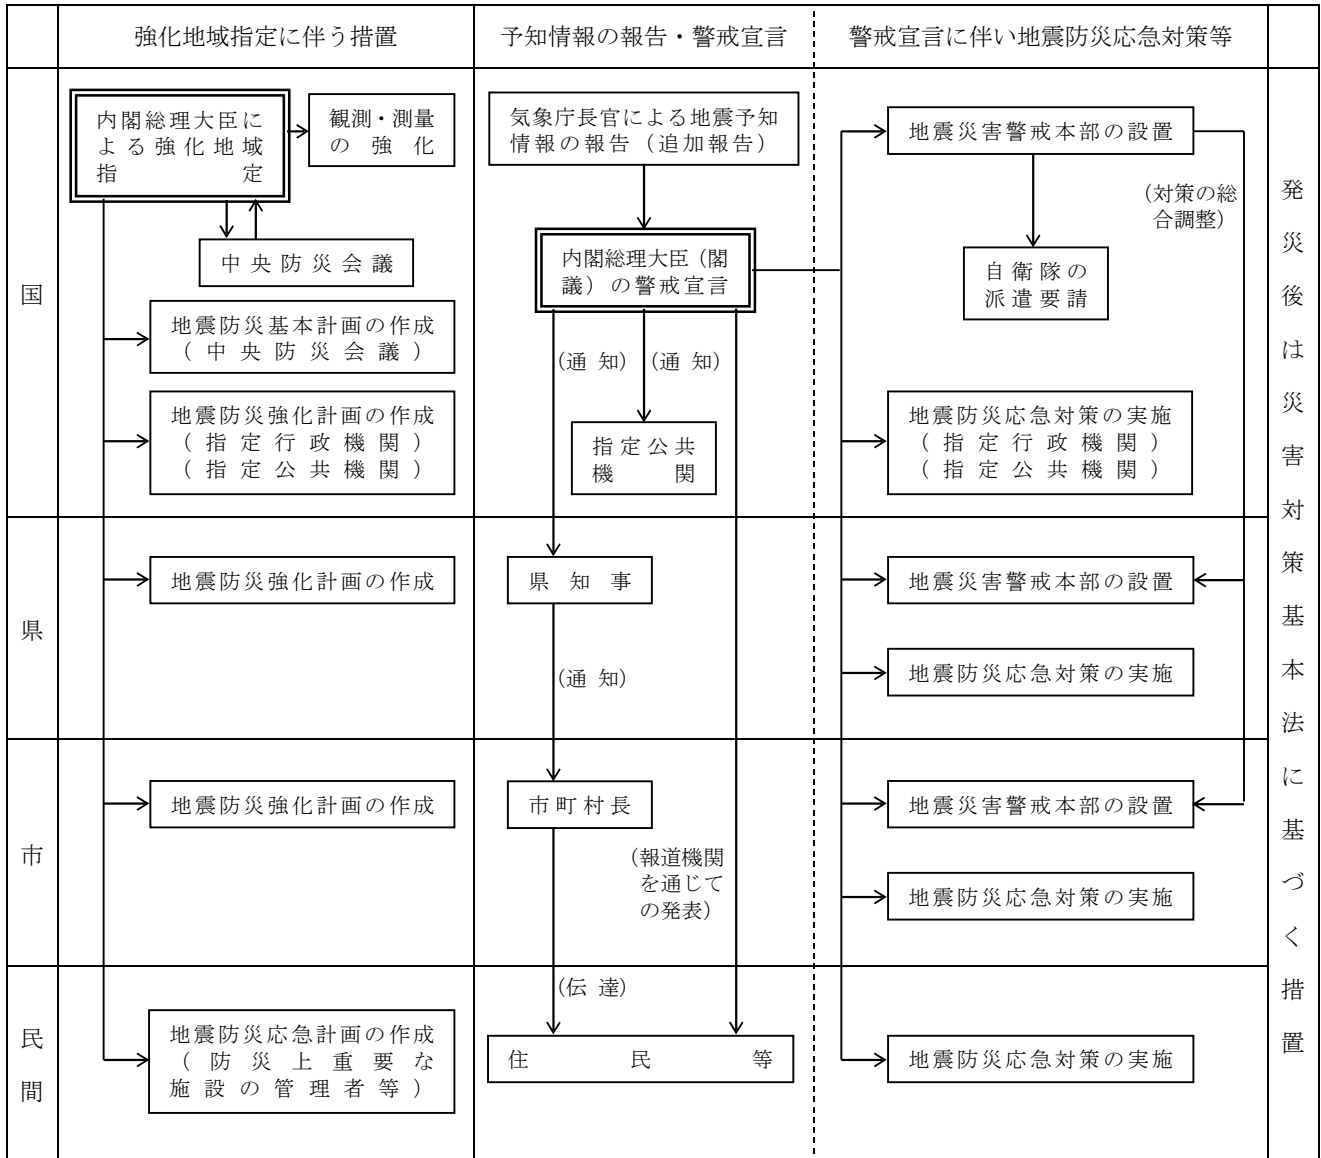 強化地域指定に伴う措置
予知情報の報告・警戒宣言
警戒宣言に伴い地震防災応急対策等
国
内閣総理大臣に
よる強化地域
指定
観測・測量
の強化
中央防災会議
地震防災基本計画の作成
(中央防災会議)
地震防災強化計画の作成
(指定行政機関)
(指定公共機関)
気象庁長官による地震予知
情報の報告(追加報告)
内閣総理大臣(閣
議)の警戒宣言
(通知)
(通知)
指定公共
機関
地震災害警戒本部の設置
(対策の総
合調整)
自衛隊の
派遣要請
地震防災応急対策の実施
(指定行政機関)
(指定公共機関)
県
地震防災強化計画の作成
県知事
(通知)
地震災害警戒本部の設置
地震防災応急対策の実施
市
地震防災強化計画の作成
市町村長
(報道機関
を通じて
の発表)
地震災害警戒本部の設置
地震防災応急対策の実施
民間
地震防災応急計画の作成
(防災上重要な
施設の管理者等)
(伝達)
住民等
地震防災応急対策の実施
発災後は災害対策基本法に基づく措置